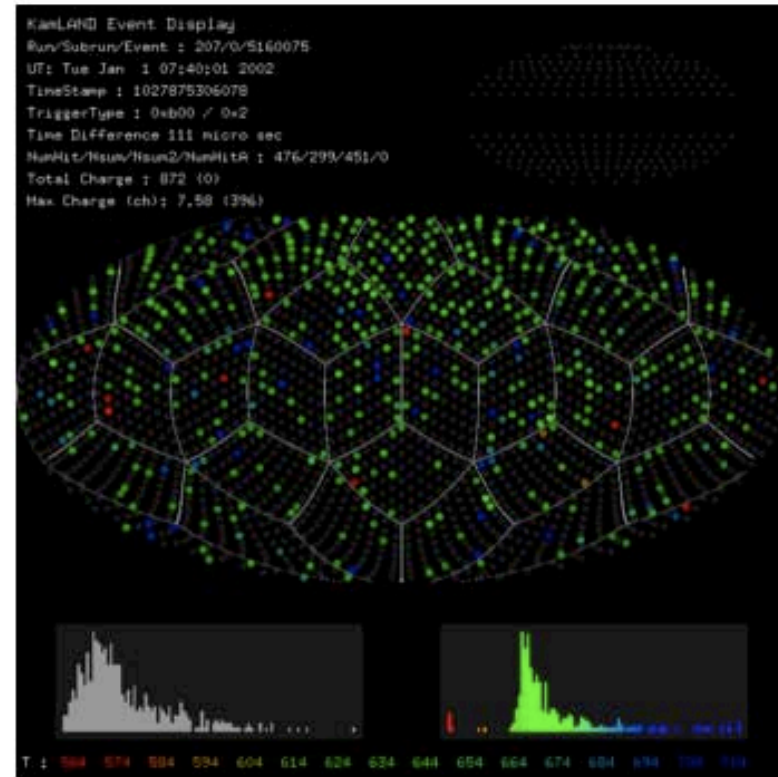 KamLAND Event Display
Run/Subrun/Event : 207/0/5160075
UT: Tue Jan  1 07:40:01 2002
TimeStamp : 1027875306078
TriggerType : 0xb00 / 0x2
Time Difference 111 micro sec
NumHit/Nsum/Nsum2/NumHitA : 476/299/451/0
Total Charge : 872 (0)
Max Charge (ch): 7.58 (396)
T : 564 574 584 594 604 614 624 634 644 654 664 674 684 694